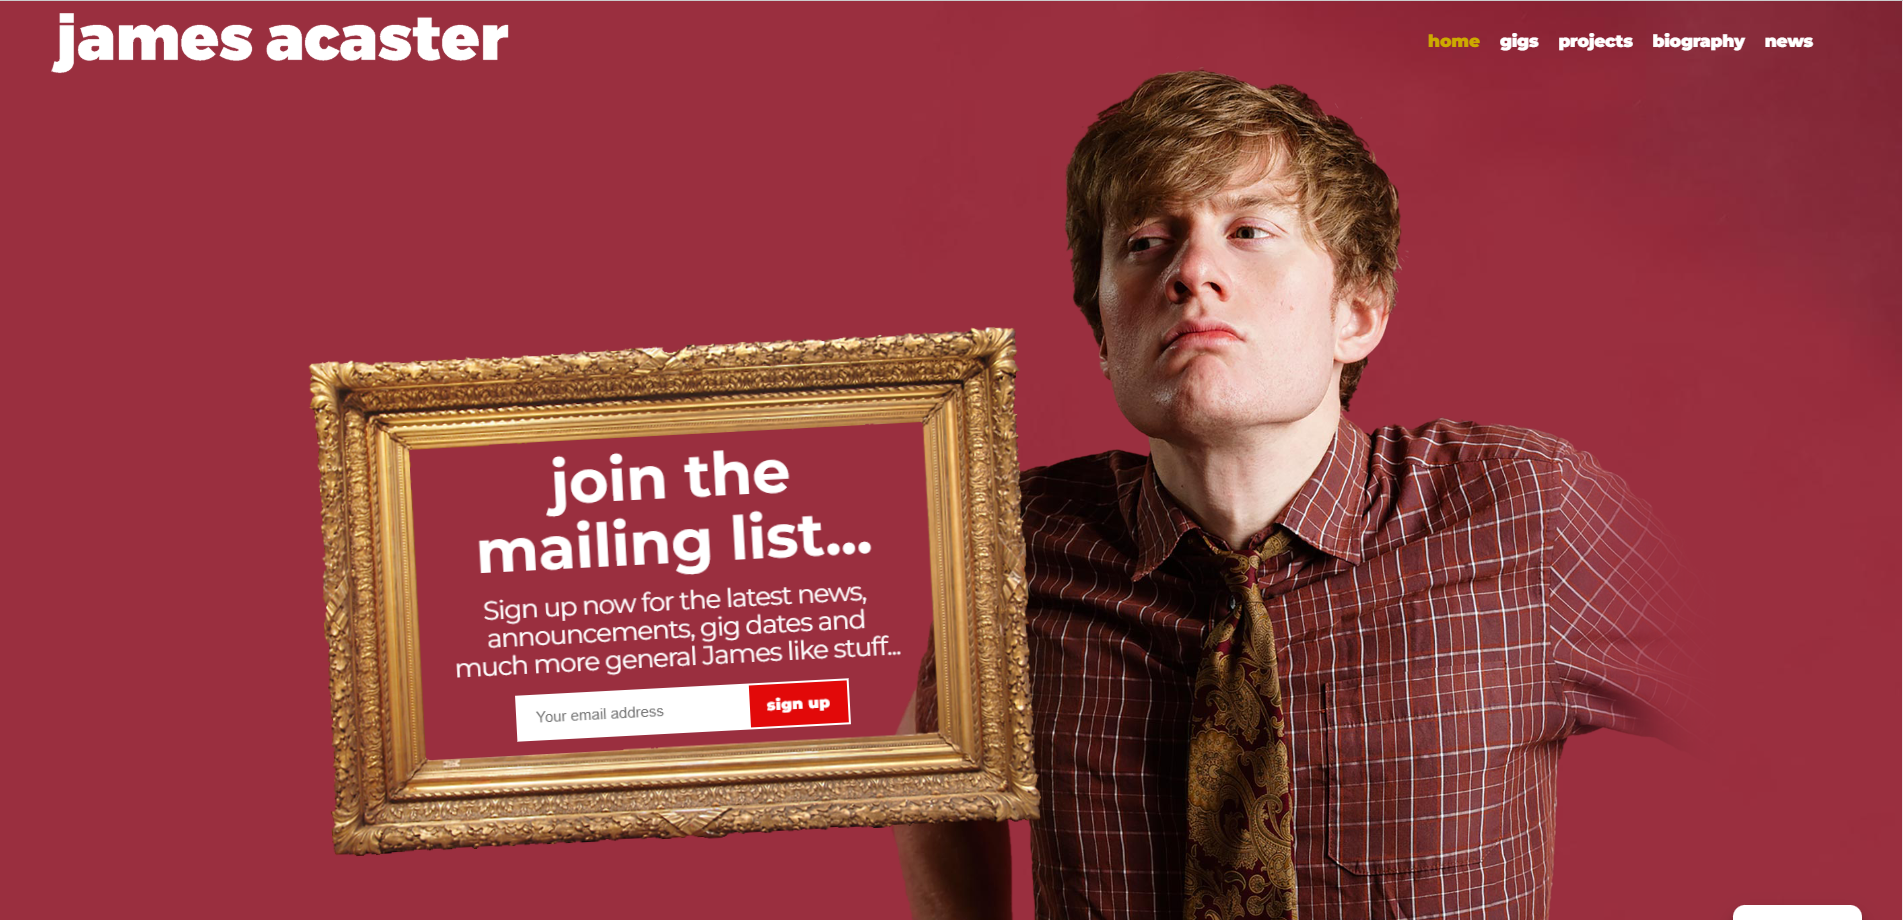 james acaster
home gigs projects biography news
join the
mailing list...
Sign up now for the latest news,
announcements, gig dates and
much more general James like stuff...
Your email address sign up